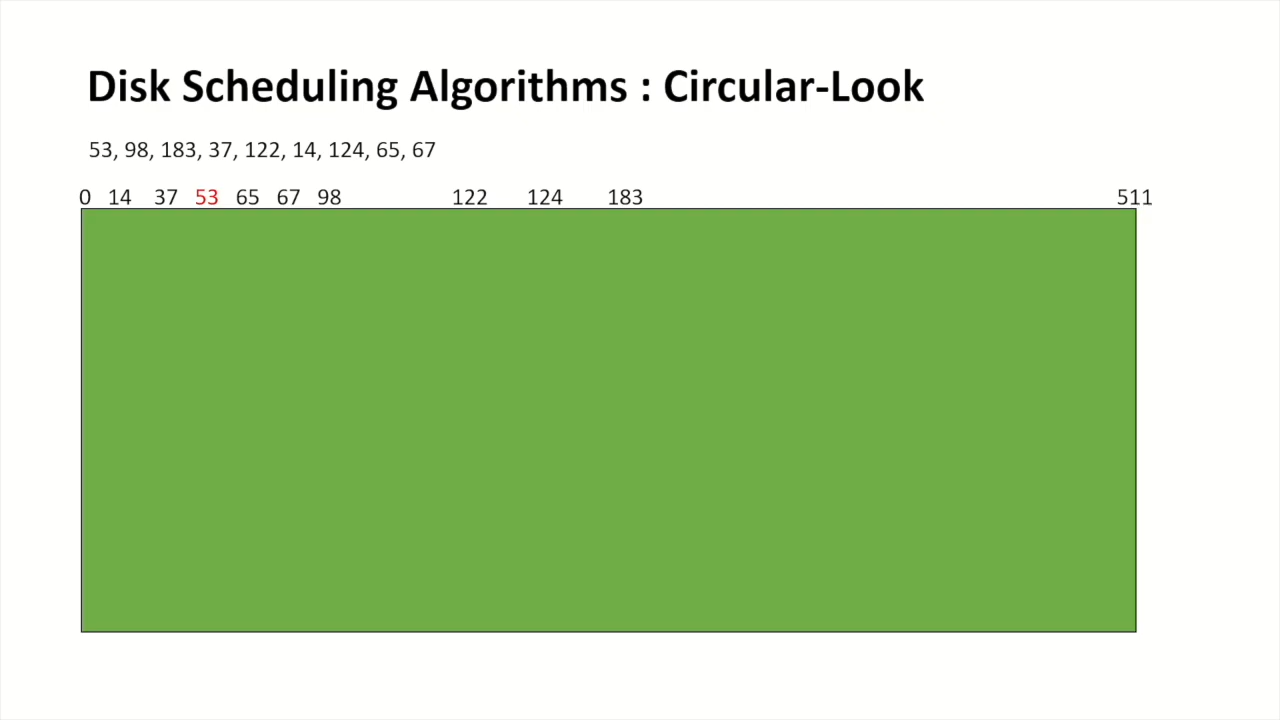 Disk Scheduling Algorithms : Circular-Look
53, 98, 183, 37, 122, 14, 124, 65, 67
0 14 37 53 65 67 98 122 124 183 511